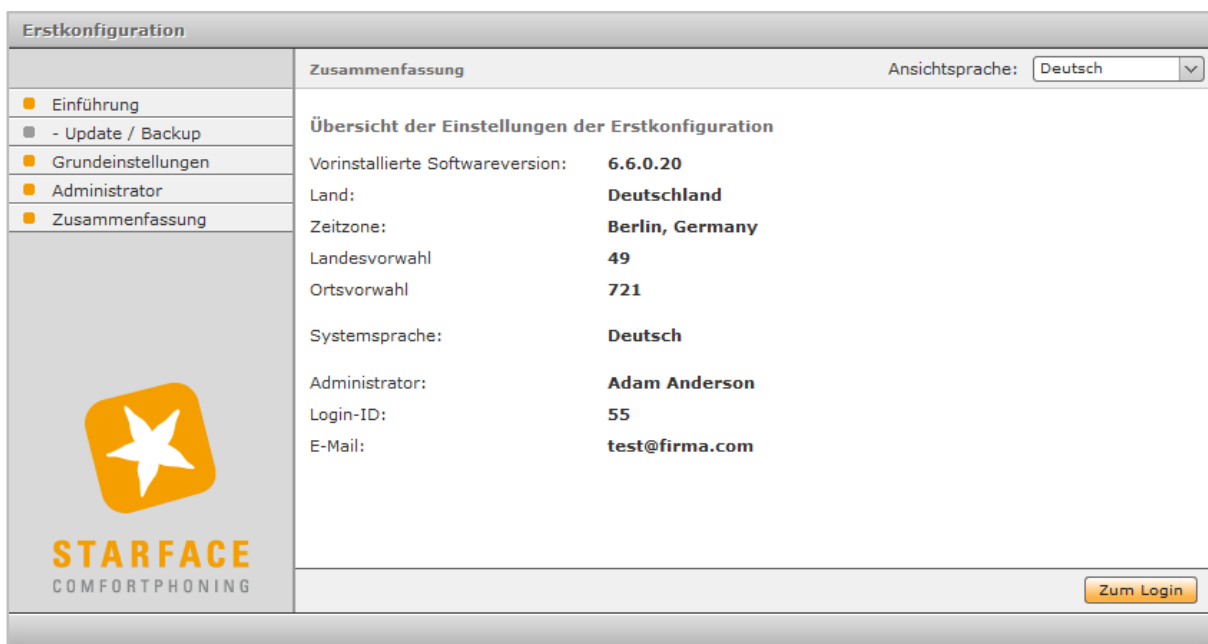 Erstkonfiguration
Zusammenfassung
Ansichtsprache: Deutsch
Einführung
- Update / Backup
Grundeinstellungen
Administrator
Zusammenfassung
Übersicht der Einstellungen der Erstkonfiguration
Vorinstallierte Softwareversion: 6.6.0.20
Land: Deutschland
Zeitzone: Berlin, Germany
Landesvorwahl 49
Ortsvorwahl 721
Systemsprache: Deutsch
Administrator: Adam Anderson
Login-ID: 55
E-Mail: test@firma.com
STARFACE
COMFORTPHONING
Zum Login